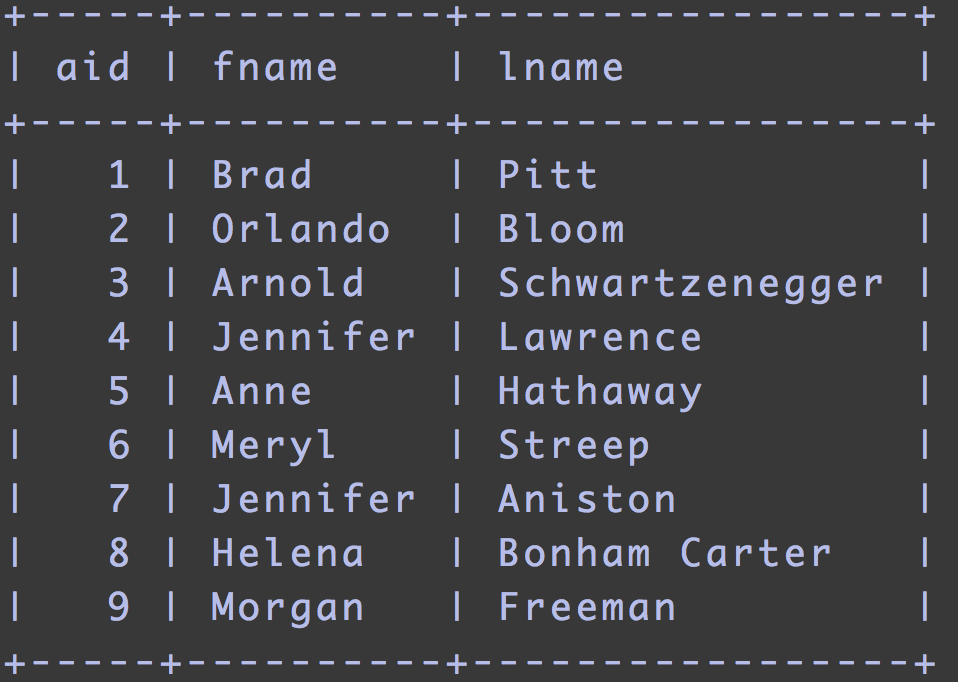 +-----+----------+-----------------+
| aid | fname    | lname           |
+-----+----------+-----------------+
|   1 | Brad     | Pitt            |
|   2 | Orlando  | Bloom           |
|   3 | Arnold   | Schwartzenegger |
|   4 | Jennifer | Lawrence        |
|   5 | Anne     | Hathaway        |
|   6 | Meryl    | Streep          |
|   7 | Jennifer | Aniston         |
|   8 | Helena   | Bonham Carter   |
|   9 | Morgan   | Freeman         |
+-----+----------+-----------------+